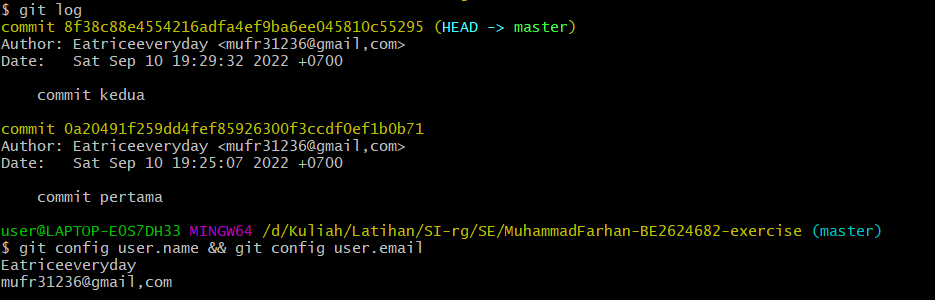 $ git log
commit 8f38c88e4554216adfa4ef9ba6ee045810c55295 (HEAD -> master)
Author: Eatriceeveryday <mufr31236@gmail,com>
Date:   Sat Sep 10 19:29:32 2022 +0700
    commit kedua
commit 0a20491f259dd4fef85926300f3ccdf0ef1b0b71
Author: Eatriceeveryday <mufr31236@gmail,com>
Date:   Sat Sep 10 19:25:07 2022 +0700
    commit pertama
user@LAPTOP-E0S7DH33 MINGW64 /d/Kuliah/Latihan/SI-rg/SE/MuhammadFarhan-BE2624682-exercise (master)
$ git config user.name && git config user.email
Eatriceeveryday
mufr31236@gmail,com